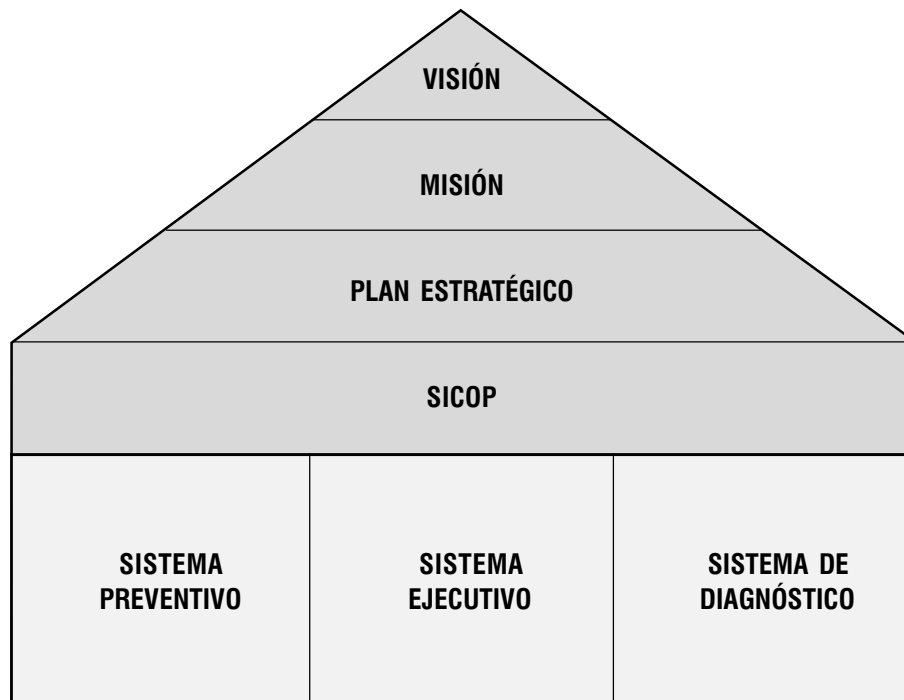 VISIÓN
MISIÓN
PLAN ESTRATÉGICO
SICOP
SISTEMA
PREVENTIVO
SISTEMA
EJECUTIVO
SISTEMA DE
DIAGNÓSTICO